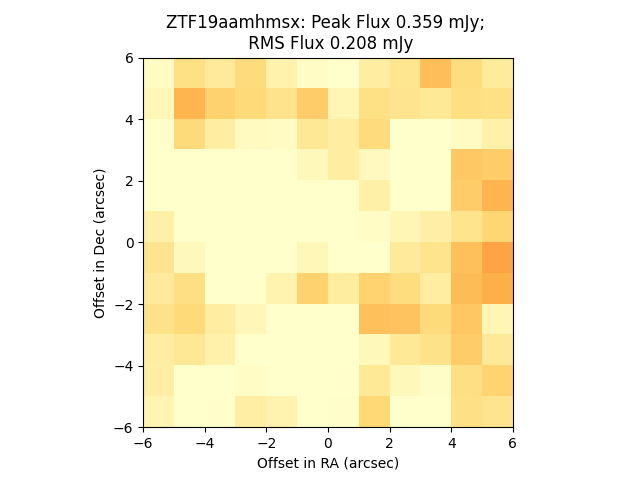 ZTF19aamhmsx: Peak Flux 0.359 mJy;
RMS Flux 0.208 mJy
6
4
2
0
−2
−4
−6
Offset in Dec (arcsec)
−6 −4 −2 0 2 4 6
Offset in RA (arcsec)